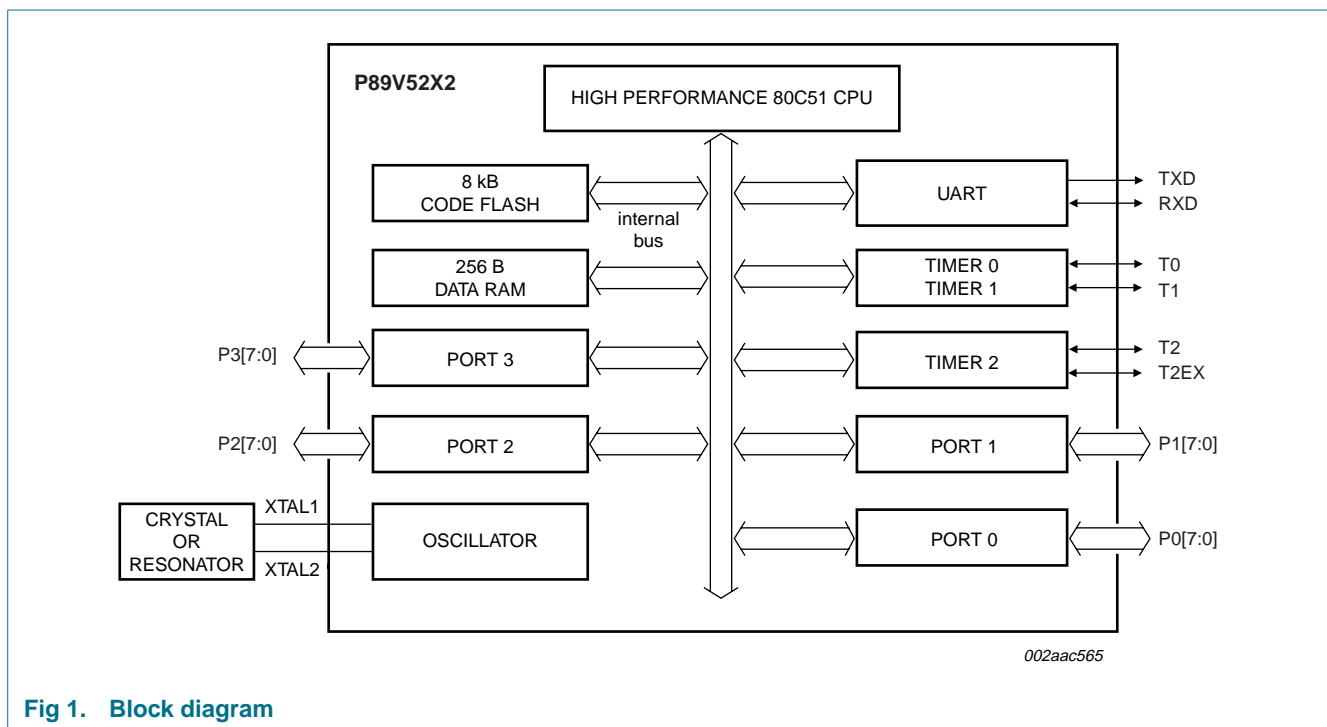 P89V52X2
HIGH PERFORMANCE 80C51 CPU
8 kB
CODE FLASH
internal
bus
UART
TXD
RXD
256 B
DATA RAM
TIMER 0
TIMER 1
T0
T1
P3[7:0]
PORT 3
TIMER 2
T2
T2EX
P2[7:0]
PORT 2
PORT 1
P1[7:0]
CRYSTAL
OR
RESONATOR
XTAL1
XTAL2
OSCILLATOR
PORT 0
P0[7:0]
002aac565
Fig 1. Block diagram